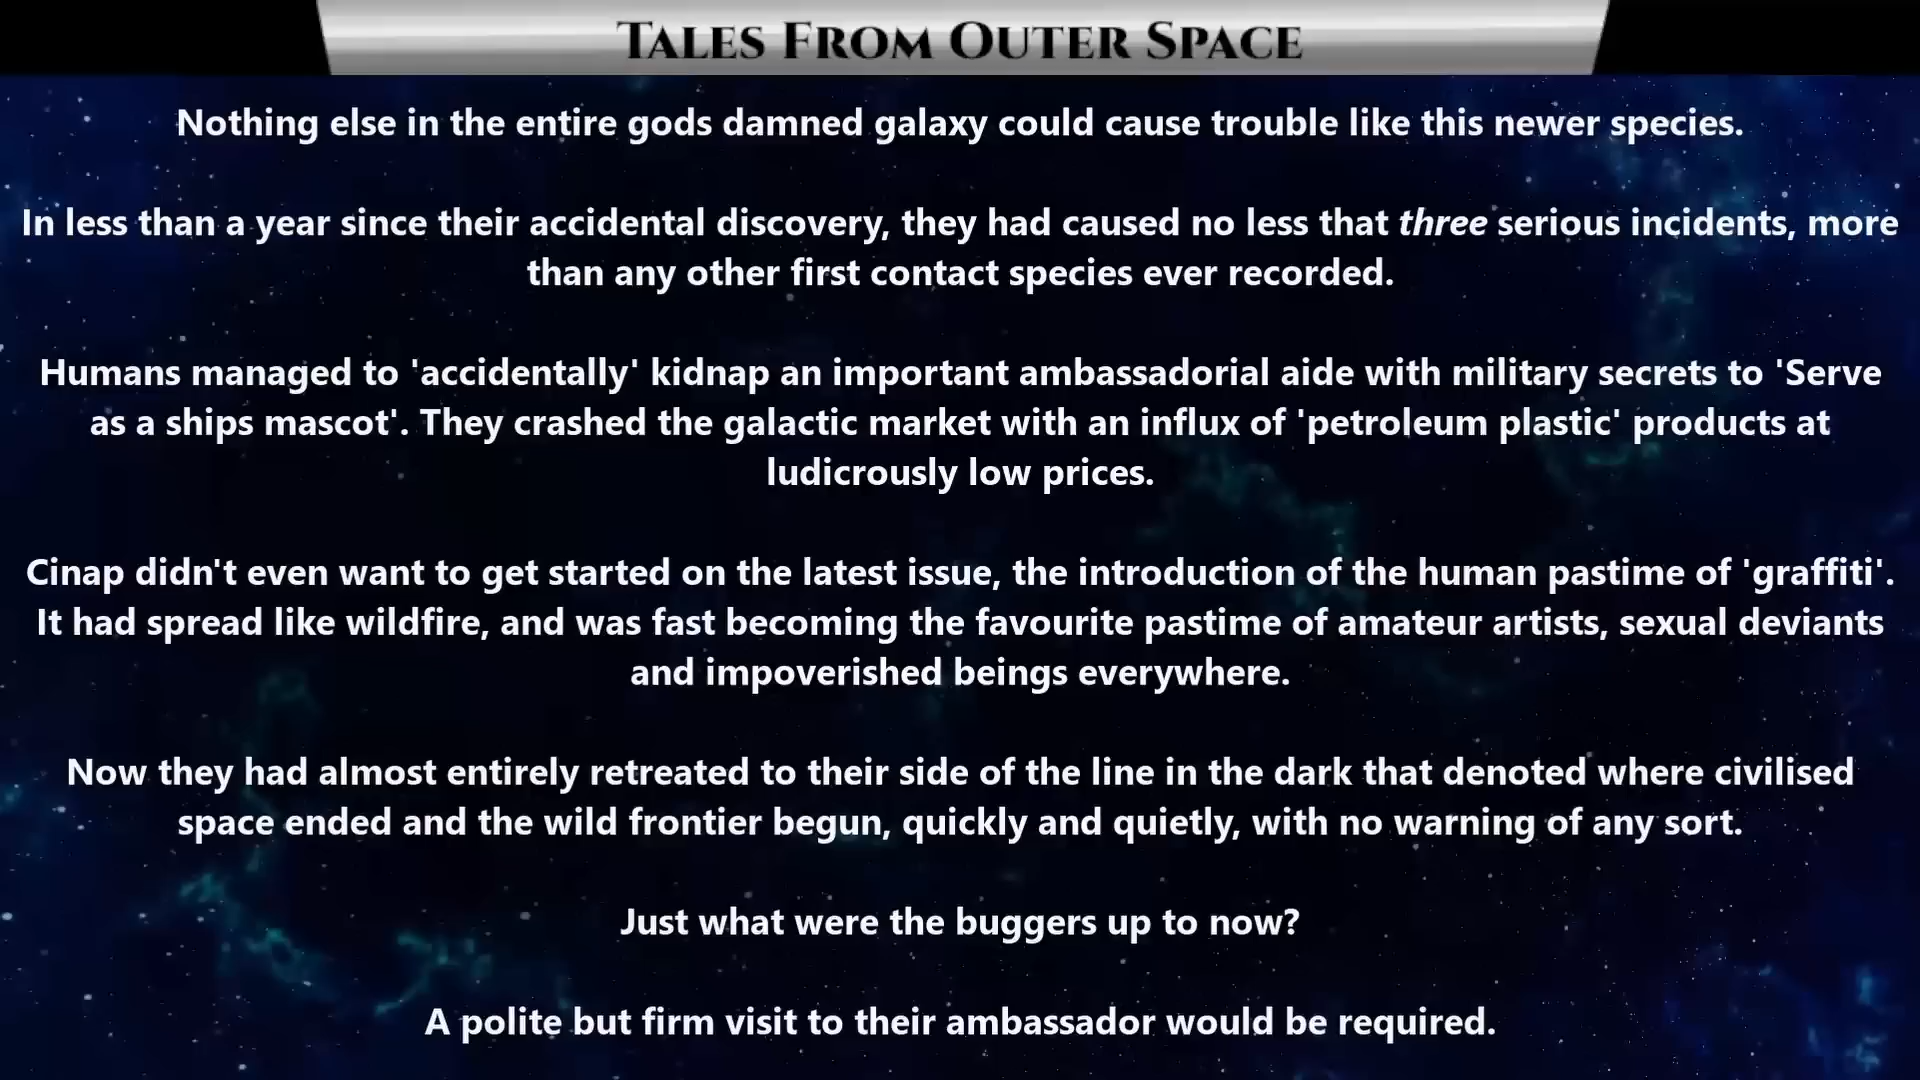 Tales From Outer Space
Nothing else in the entire gods damned galaxy could cause trouble like this newer species.
In less than a year since their accidental discovery, they had caused no less that three serious incidents, more
than any other first contact species ever recorded.
Humans managed to 'accidentally' kidnap an important ambassadorial aide with military secrets to 'Serve
as a ships mascot'. They crashed the galactic market with an influx of 'petroleum plastic' products at
ludicrously low prices.
Cinap didn't even want to get started on the latest issue, the introduction of the human pastime of 'graffiti'.
It had spread like wildfire, and was fast becoming the favourite pastime of amateur artists, sexual deviants
and impoverished beings everywhere.
Now they had almost entirely retreated to their side of the line in the dark that denoted where civilised
space ended and the wild frontier begun, quickly and quietly, with no warning of any sort.
Just what were the buggers up to now?
A polite but firm visit to their ambassador would be required.